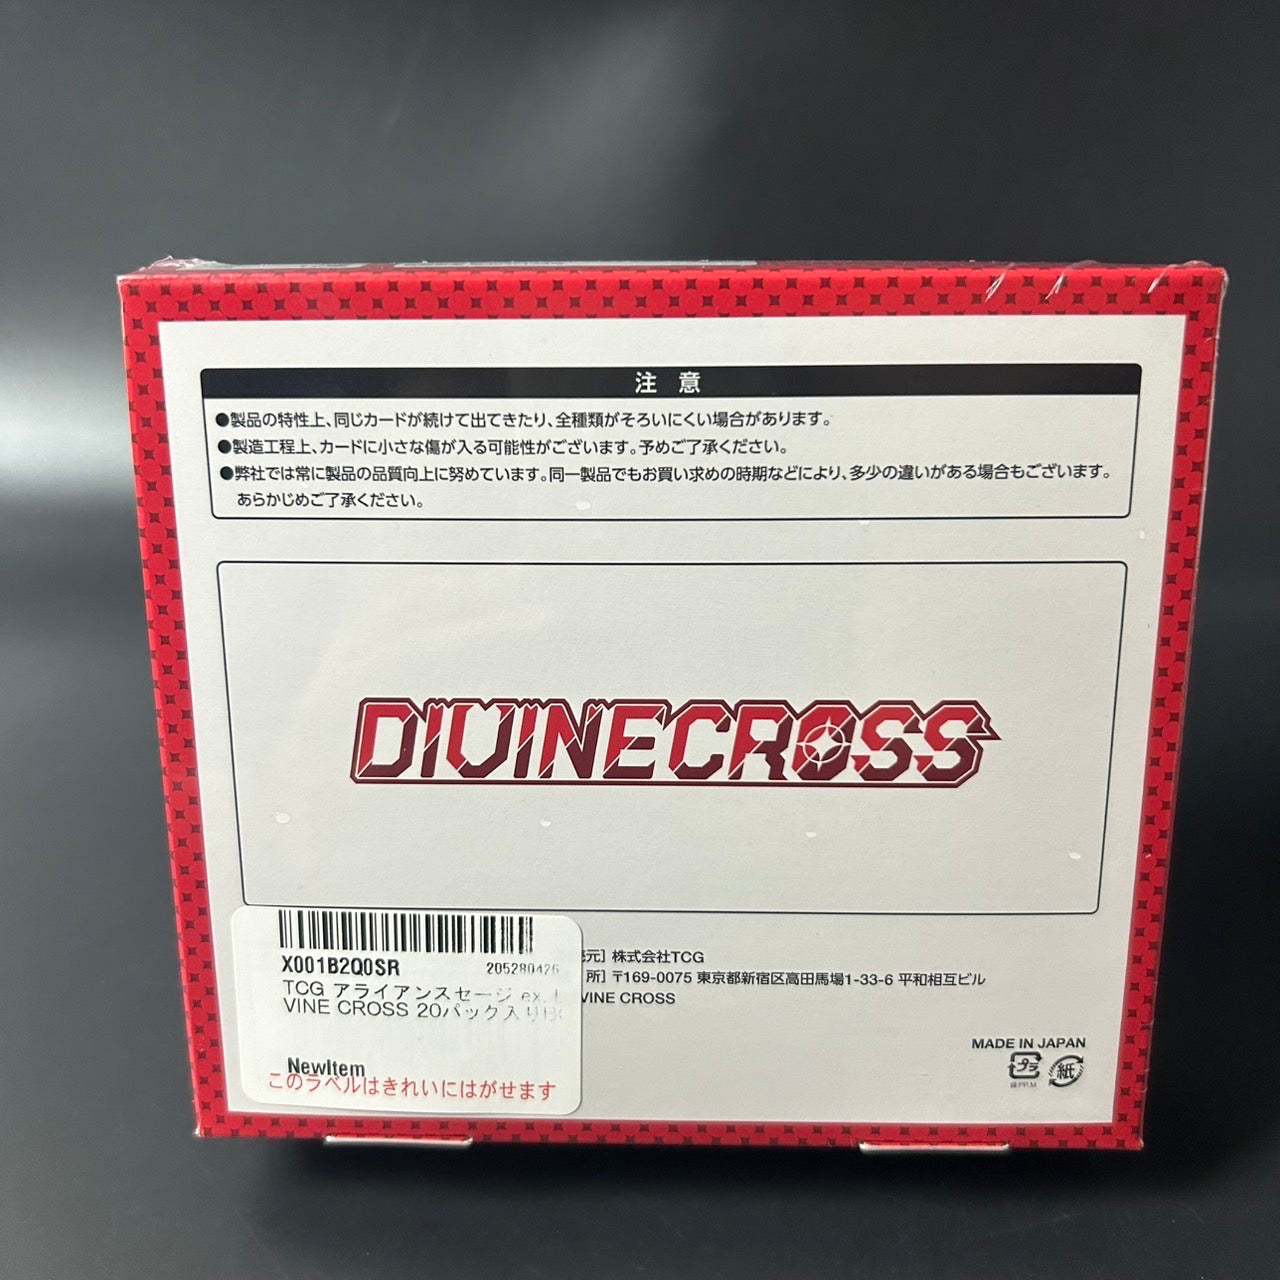 注 意
●製品の特性上、同じカードが続けて出てきたり、全種類がそろいにくい場合があります。
●製造工程上、カードに小さな傷が入る可能性がございます。予めご了承ください。
●弊社では常に製品の品質向上に努めています。同一製品でもお買い求めの時期などにより、多少の違いがある場合もございます。
あらかじめご了承ください。
DIVINECROSS
元] 株式会社TCG
所] 〒169-0075 東京都新宿区高田馬場1-33-6 平和相互ビル
VINE CROSS
X001B2Q0SR
205280426
TCG アライアンスセージ ex.
VINE CROSS 20パック入り
NewItem
このラベルはきれいにはがせます
MADE IN JAPAN
プラ
紙